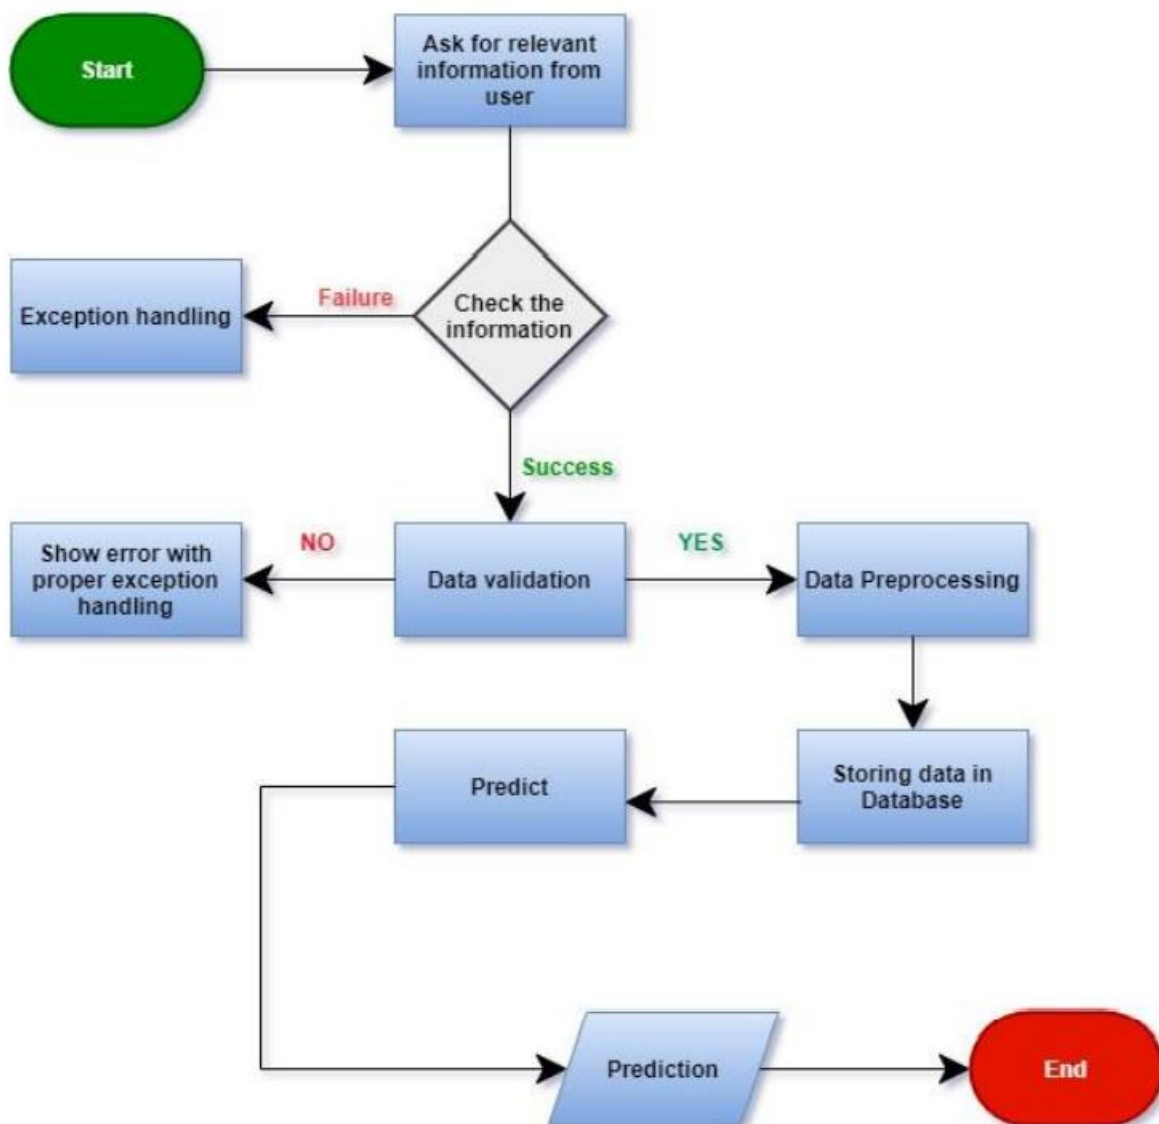 Start
Ask for relevant
information from
user
Failure
Exception handling
Check the
information
Success
NO
YES
Show error with
proper exception
handling
Data validation
Data Preprocessing
Predict
Storing data in
Database
Prediction
End